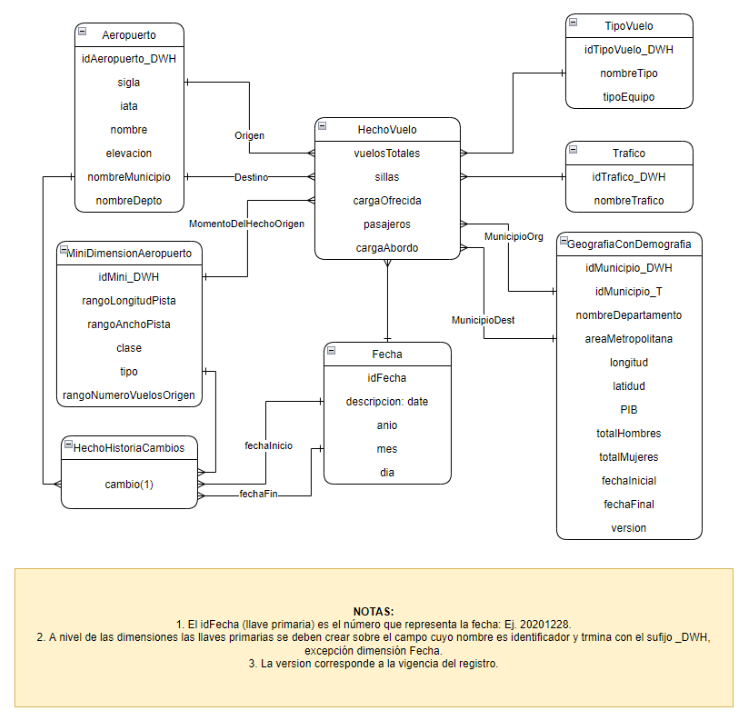 Aeropuerto
idAeropuerto_DWH
sigla
iata
nombre
elevacion
nombreMunicipio
nombreDepto
TipoVuelo
idTipoVuelo_DWH
nombreTipo
tipoEquipo
HechoVuelo
vuelosTotales
sillas
cargaOfrecida
pasajeros
cargaAbordo
Trafico
idTrafico_DWH
nombreTrafico
Origen
Destino
MomentoDelHechoOrigen
MunicipioOrg
MunicipioDest
MiniDimensionAeropuerto
idMini_DWH
rangoLongitudPista
rangoAnchoPista
clase
tipo
rangoNumeroVuelosOrigen
GeografiaConDemografia
idMunicipio_DWH
idMunicipio_T
nombreDepartamento
areaMetropolitana
longitud
latidud
PIB
totalHombres
totalMujeres
fechaInicial
fechaFinal
version
Fecha
idFecha
descripcion: date
anio
mes
dia
HechoHistoriaCambios
cambio(1)
fechaInicio
fechaFin
NOTAS:
1. El idFecha (llave primaria) es el número que representa la fecha: Ej. 20201228.
2. A nivel de las dimensiones las llaves primarias se deben crear sobre el campo cuyo nombre es identificador y trmina con el sufijo _DWH,
excepción dimensión Fecha.
3. La version corresponde a la vigencia del registro.